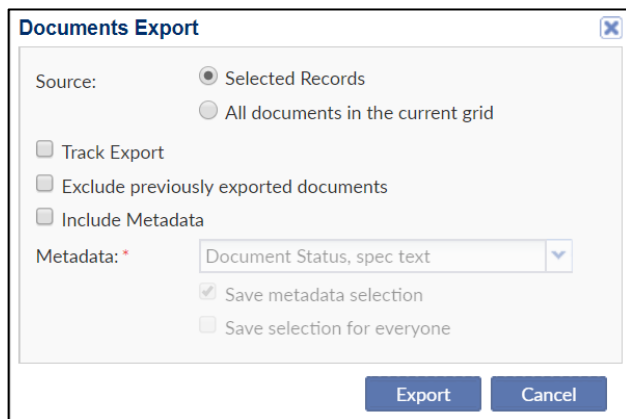 Documents Export
Source:
Selected Records
All documents in the current grid
Track Export
Exclude previously exported documents
Include Metadata
Metadata: *
Document Status, spec text
Save metadata selection
Save selection for everyone
Export
Cancel